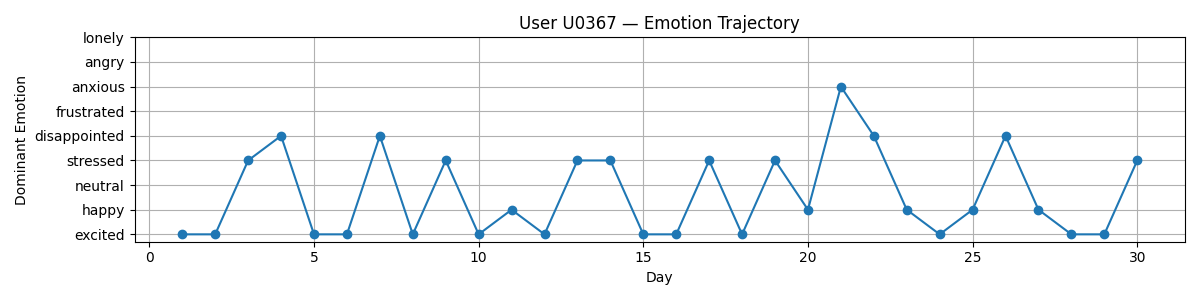 User U0367 — Emotion Trajectory
Dominant Emotion
lonely
angry
anxious
frustrated
disappointed
stressed
neutral
happy
excited
0 5 10 15 20 25 30
Day